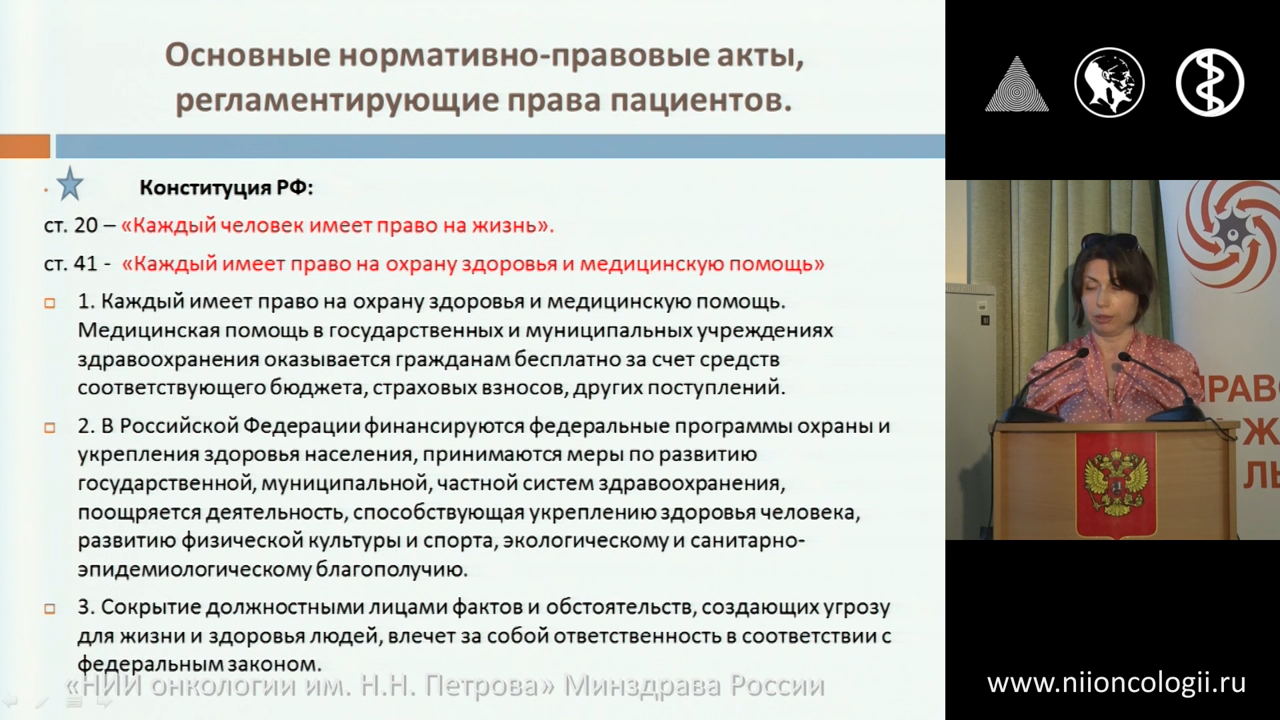 Основные нормативно-правовые акты,
регламентирующие права пациентов.
Конституция РФ:
ст. 20 – «Каждый человек имеет право на жизнь».
ст. 41 - «Каждый имеет право на охрану здоровья и медицинскую помощь»
1. Каждый имеет право на охрану здоровья и медицинскую помощь.
Медицинская помощь в государственных и муниципальных учреждениях
здравоохранения оказывается гражданам бесплатно за счет средств
соответствующего бюджета, страховых взносов, других поступлений.
2. В Российской Федерации финансируются федеральные программы охраны и
укрепления здоровья населения, принимаются меры по развитию
государственной, муниципальной, частной систем здравоохранения,
поощряется деятельность, способствующая укреплению здоровья человека,
развитию физической культуры и спорта, экологическому и санитарно-
эпидемиологическому благополучию.
3. Сокрытие должностными лицами фактов и обстоятельств, создающих угрозу
для жизни и здоровья людей, влечет за собой ответственность в соответствии с
федеральным законом.
«НИИ онкологии им. Н.Н. Петрова» Минздрава России
www.niioncologii.ru